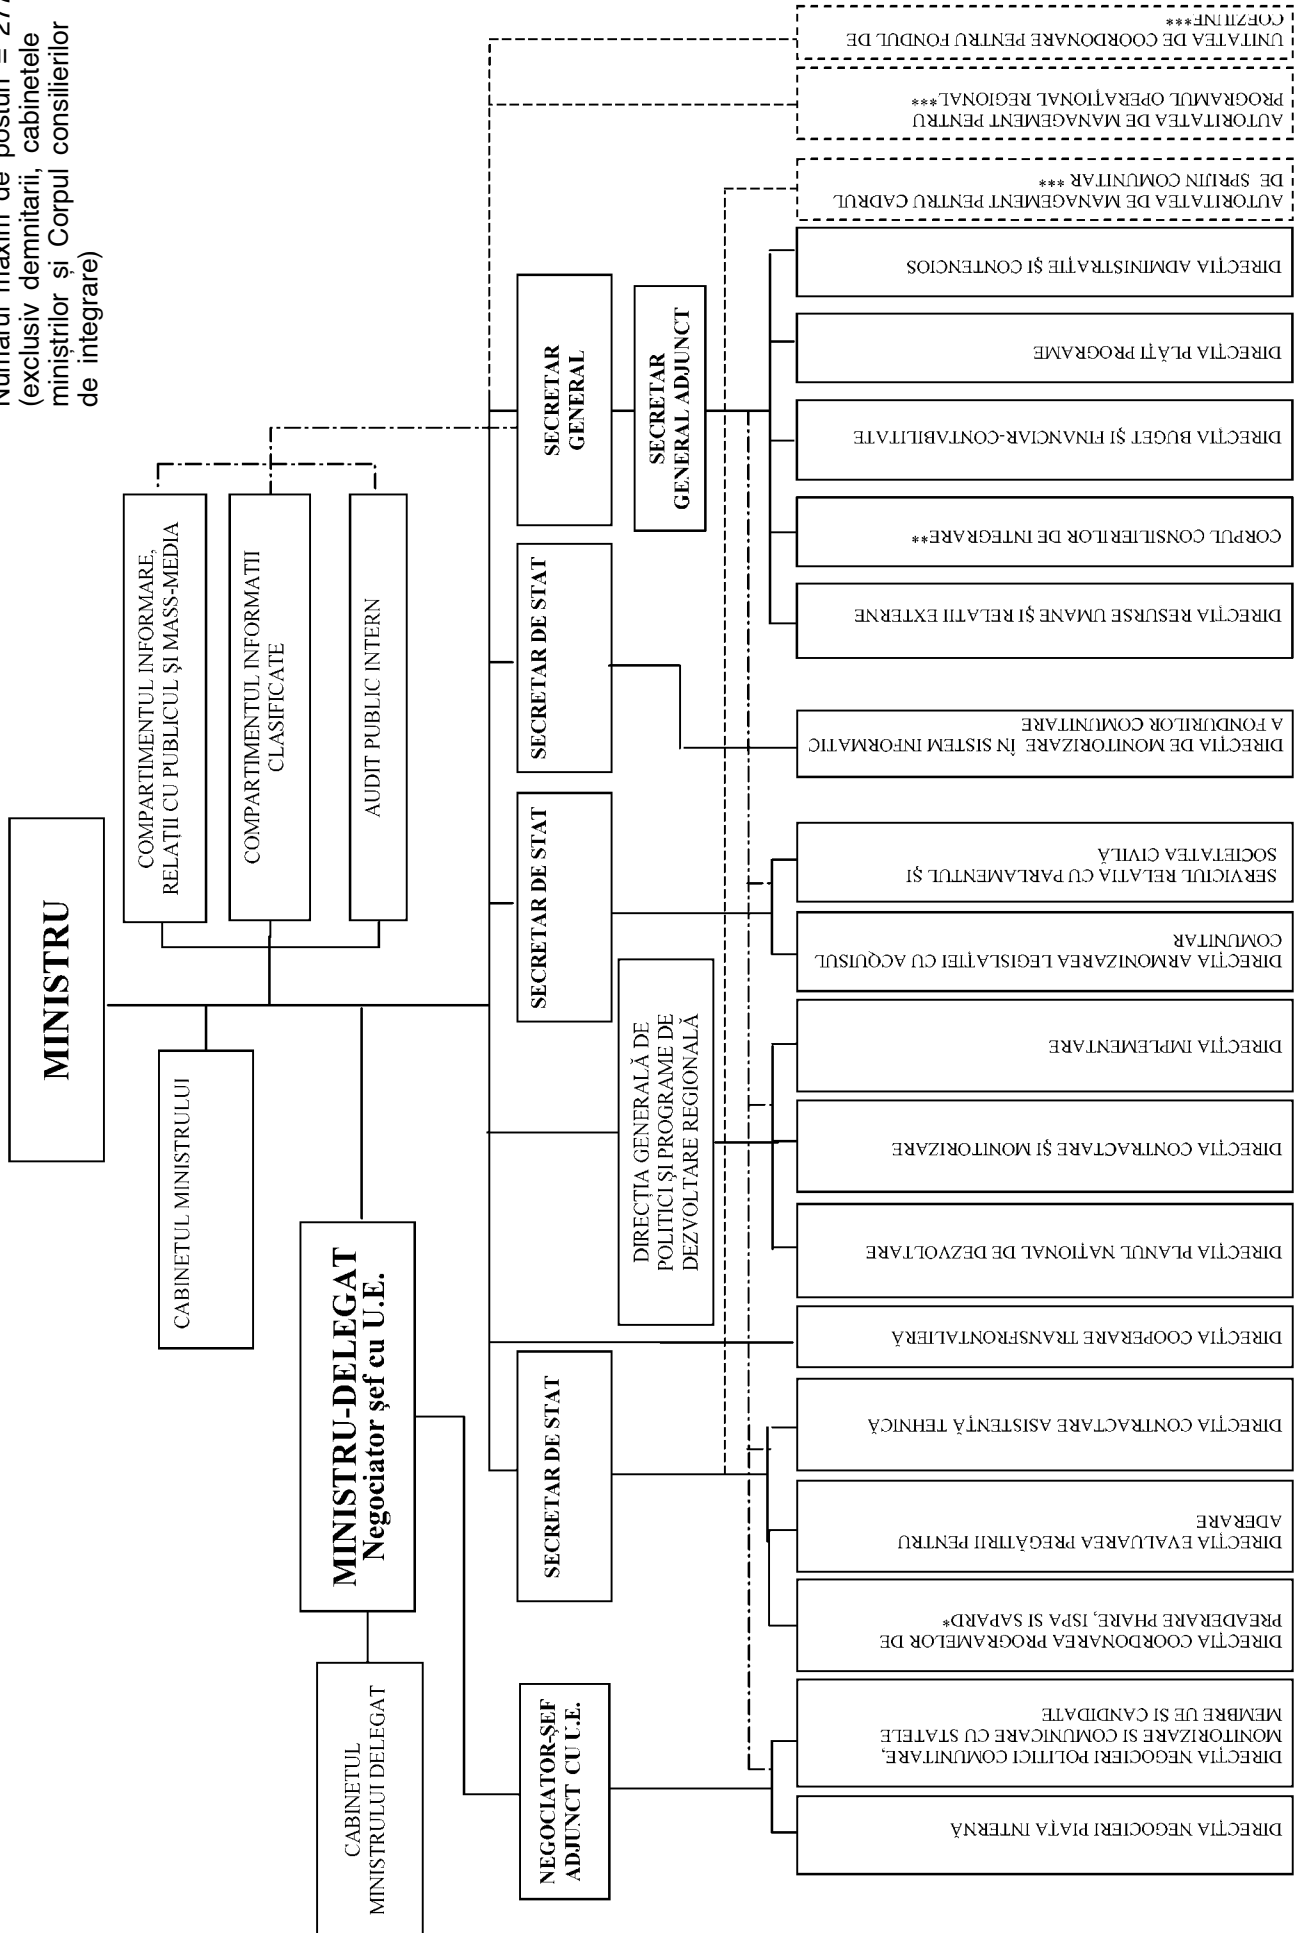 Numărul maxim de posturi = 277
(exclusiv demnitarii, cabinetele
miniștrilor și Corpul consilierilor
de integrare)
MINISTRU
CABINETUL MINISTRULUI
COMPARTIMENTUL INFORMARE,
RELAȚII CU PUBLICUL ȘI MASS-MEDIA
COMPARTIMENTUL INFORMATII
CLASIFICATE
AUDIT PUBLIC INTERN
MINISTRU-DELEGAT
Negociator șef cu U.E.
CABINETUL
MINISTRULUI DELEGAT
NEGOCIATOR-ȘEF
ADJUNCT CU U.E.
SECRETAR DE STAT
SECRETAR DE STAT
SECRETAR DE STAT
SECRETAR
GENERAL
DIRECȚIA GENERALĂ DE
POLITICI ȘI PROGRAME DE
DEZVOLTARE REGIONALĂ
SECRETAR
GENERAL ADJUNCT
DIRECȚIA NEGOCIERI PIAȚA INTERNĂ
DIRECȚIA NEGOCIERI POLITICI COMUNITARE,
MONITORIZARE SI COMUNICARE CU STATELE
MEMBRE UE SI CANDIDATE
DIRECȚIA COORDONAREA PROGRAMELOR DE
PREADERARE PHARE, ISPA SI SAPARD*
DIRECȚIA EVALUAREA PREGĂTIRII PENTRU
ADERARE
DIRECȚIA CONTRACTARE ASISTENȚĂ TEHNICĂ
DIRECȚIA COOPERARE TRANSFRONTALIERĂ
DIRECȚIA PLANUL NAȚIONAL DE DEZVOLTARE
DIRECȚIA CONTRACTARE ȘI MONITORIZARE
DIRECȚIA IMPLEMENTARE
DIRECȚIA ARMONIZAREA LEGISLAȚIEI CU ACQUISUL
COMUNITAR
SERVICIUL RELATIA CU PARLAMENTUL ȘI
SOCIETATEA CIVILĂ
DIRECȚIA DE MONITORIZARE ÎN SISTEM INFORMATIC
A FONDURILOR COMUNITARE
DIRECȚIA RESURSE UMANE ȘI RELATII EXTERNE
CORPUL CONSILIERILOR DE INTEGRARE**
DIRECȚIA BUGET ȘI FINANCIAR-CONTABILITATE
DIRECȚIA PLĂȚI PROGRAME
DIRECȚIA ADMINISTRAȚIE ȘI CONTENCIOS
AUTORITATEA DE MANAGEMENT PENTRU CADRUL
DE SPRIJIN COMUNITAR ***
AUTORITATEA DE MANAGEMENT PENTRU
PROGRAMUL OPERAȚIONAL REGIONAL***
UNITATEA DE COORDONARE PENTRU FONDUL DE
COEZIUNE***